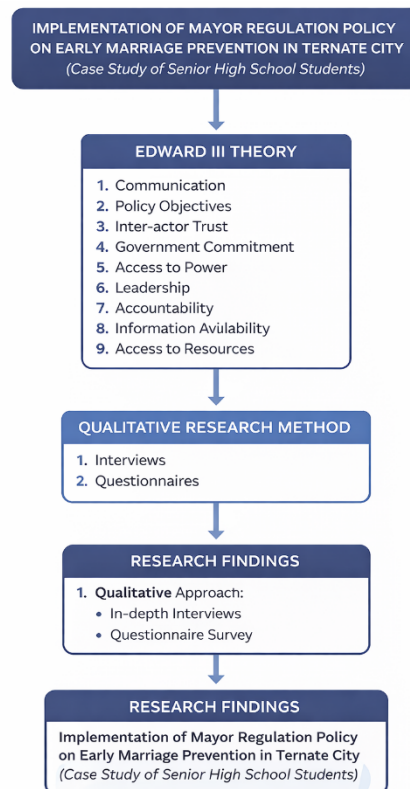 IMPLEMENTATION OF MAYOR REGULATION POLICY
ON EARLY MARRIAGE PREVENTION IN TERNATE CITY
(Case Study of Senior High School Students)
EDWARD III THEORY
1. Communication
2. Policy Objectives
3. Inter-actor Trust
4. Government Commitment
5. Access to Power
6. Leadership
7. Accountability
8. Information Avulability
9. Access to Resources
QUALITATIVE RESEARCH METHOD
1. Interviews
2. Questionnaires
RESEARCH FINDINGS
1. Qualitative Approach:
• In-depth Interviews
• Questionnaire Survey
RESEARCH FINDINGS
Implementation of Mayor Regulation Policy
on Early Marriage Prevention in Ternate City
(Case Study of Senior High School Students)